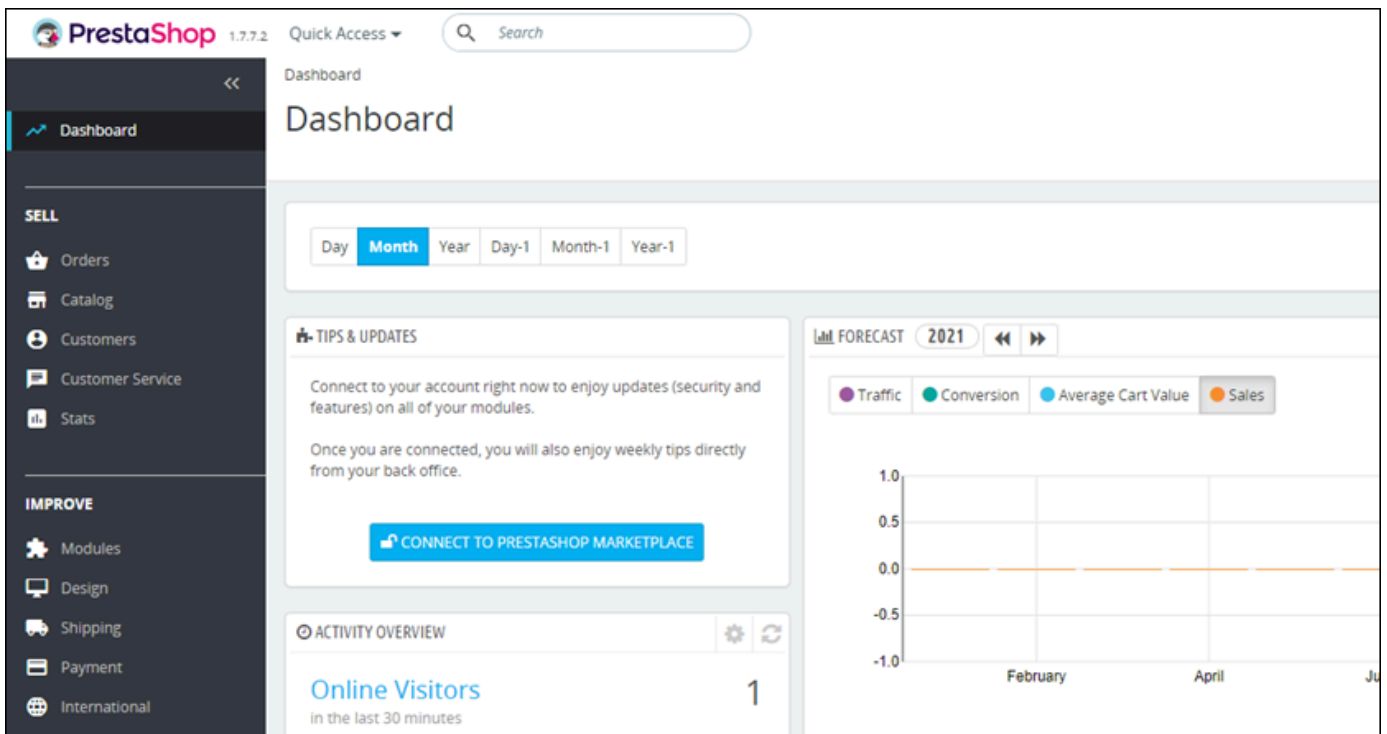 PrestaShop 1.7.7.2 Quick Access Search
Dashboard
Dashboard
Dashboard
SELL
Orders
Catalog
Customers
Customer Service
Stats
IMPROVE
Modules
Design
Shipping
Payment
International
Day Month Year Day-1 Month-1 Year-1
TIPS & UPDATES
Connect to your account right now to enjoy updates (security and
features) on all of your modules.
Once you are connected, you will also enjoy weekly tips directly
from your back office.
CONNECT TO PRESTASHOP MARKETPLACE
ACTIVITY OVERVIEW
Online Visitors 1
in the last 30 minutes
FORECAST 2021
Traffic Conversion Average Cart Value Sales
1.0
0.5
0.0
-0.5
-1.0
February April Ju